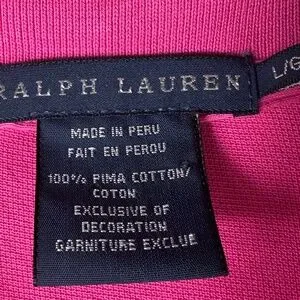 RALPH LAUREN
L/G
MADE IN PERU
FAIT EN PEROU
100% PIMA COTTON/
COTON
EXCLUSIVE OF
DECORATION
GARNITURE EXCLUE